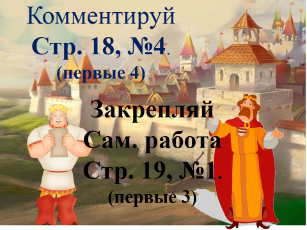 Комментируй
Стр. 18, №4.
(первые 4)
Закрепляй
Сам. работа
Стр. 19, №1.
(первые 3)